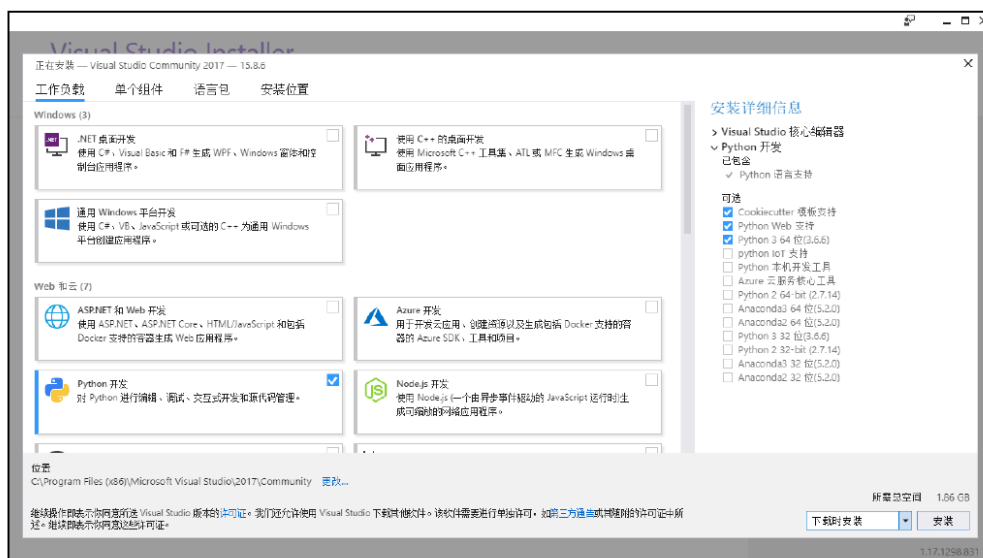 Visual Studio Installer
正在安装 — Visual Studio Community 2017 — 15.8.6
工作负载 单个组件 语言包 安装位置
Windows (3)
.NET 桌面开发
使用 C#、Visual Basic 和 F# 生成 WPF、Windows 窗体和控
制台应用程序。
使用 C++ 的桌面开发
使用 Microsoft C++ 工具集、ATL 或 MFC 生成 Windows 桌
面应用程序。
通用 Windows 平台开发
使用 C#、VB、JavaScript 或可选的 C++ 为通用 Windows
平台创建应用程序。
Web 和云 (7)
ASP.NET 和 Web 开发
使用 ASP.NET、ASP.NET Core、HTML/JavaScript 和包括
Docker 支持的容器生成 Web 应用程序。
Azure 开发
用于开发云应用、创建资源以及生成包括 Docker 支持的容
器的 Azure SDK、工具和项目。
Python 开发
对 Python 进行编辑、调试、交互式开发和源代码管理。
Node.js 开发
使用 Node.js (一个由异步事件驱动的 JavaScript 运行时)生
成可缩放的网络应用程序。
安装详细信息
Visual Studio 核心编辑器
Python 开发
已包含
Python 语言支持
可选
Cookiecutter 模板支持
Python Web 支持
Python 3 64 位(3.6.6)
python IoT 支持
Python 本机开发工具
Azure 云服务核心工具
Python 2 64-bit (2.7.14)
Anaconda3 64 位(5.2.0)
Anaconda2 64 位(5.2.0)
Python 3 32 位(3.6.6)
Python 2 32-bit (2.7.14)
Anaconda3 32 位(5.2.0)
Anaconda2 32 位(5.2.0)
位置
C:\Program Files (x86)\Microsoft Visual Studio\2017\Community 更改...
所需总空间 1.86 GB
继续操作即表示你同意所选 Visual Studio 版本的许可证。我们还允许使用 Visual Studio 下载其他软件。该软件需要进行单独许可，如第三方通告或其随附的许可证中所
述。继续即表示你同意这些许可证。
下载时安装 安装
1.17.1298.831